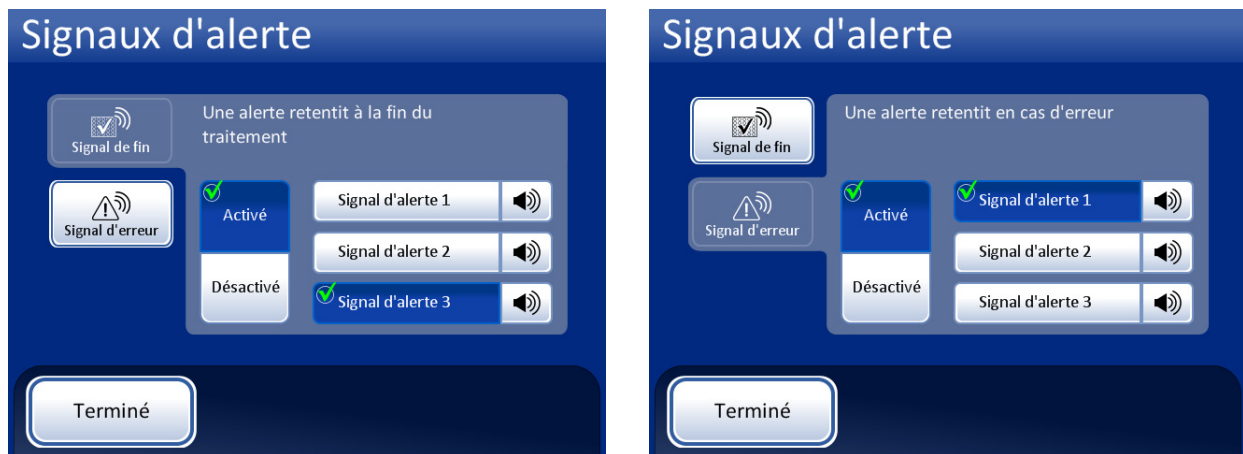 Signaux d'alerte
Signal de fin
Une alerte retentit à la fin du
traitement
Signal d'erreur
Activé
Désactivé
Signal d'alerte 1
Signal d'alerte 2
Signal d'alerte 3
Terminé
Signaux d'alerte
Signal de fin
Une alerte retentit en cas d'erreur
Signal d'erreur
Activé
Désactivé
Signal d'alerte 1
Signal d'alerte 2
Signal d'alerte 3
Terminé